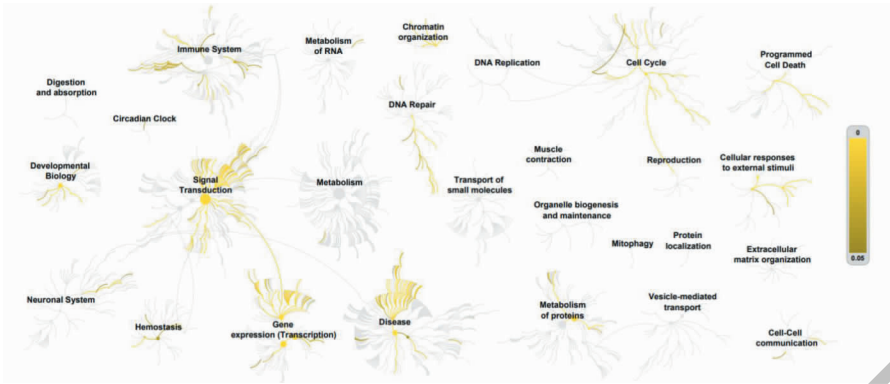 Immune System
Metabolism
of RNA
Chromatin
organization
DNA Replication
Cell Cycle
Programmed
Cell Death
Digestion
and absorption
Circadian Clock
DNA Repair
Developmental
Biology
Signal
Transduction
Metabolism
Transport of
small molecules
Muscle
contraction
Reproduction
Cellular responses
to external stimuli
0
0.05
Organelle biogenesis
and maintenance
Mitophagy
Protein
localization
Extracellular
matrix organization
Neuronal System
Hemostasis
Gene
expression (Transcription)
Disease
Metabolism
of proteins
Vesicle-mediated
transport
Cell-Cell
communication